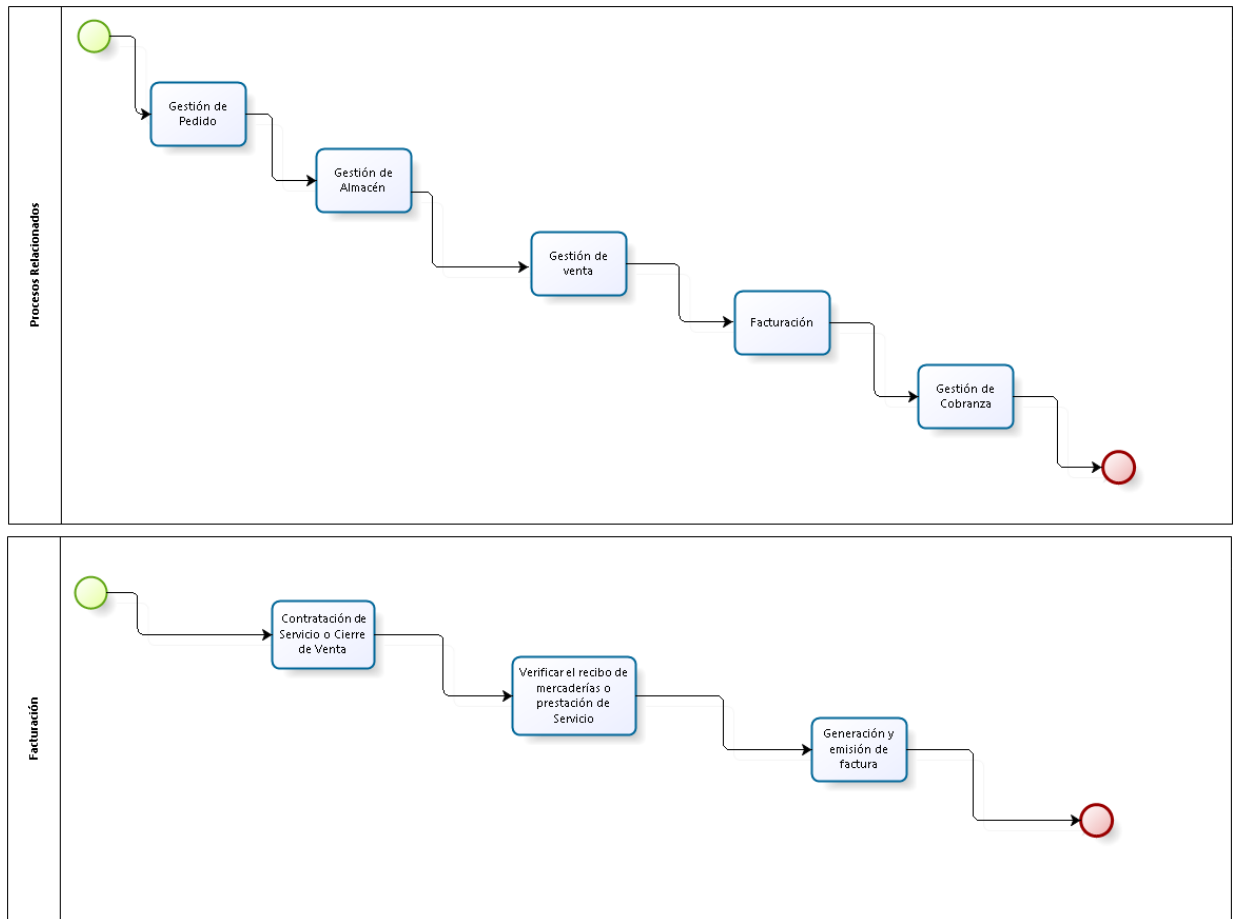 Procesos Relacionados
Gestión de
Pedido
Gestión de
Almacén
Gestión de
venta
Facturación
Gestión de
Cobranza
Facturación
Contratación de
Servicio o Cierre
de Venta
Verificar el recibo de
mercaderías o
prestación de
Servicio
Generación y
emisión de
factura